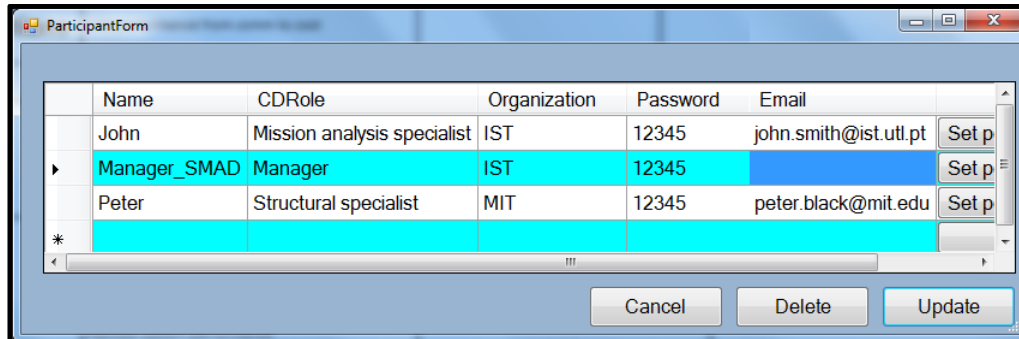 ParticipantForm
Name CDRole Organization Password Email
John Mission analysis specialist IST 12345 john.smith@ist.utl.pt Set p
Manager_SMAD Manager IST 12345 Set p
Peter Structural specialist MIT 12345 peter.black@mit.edu Set p
Cancel Delete Update